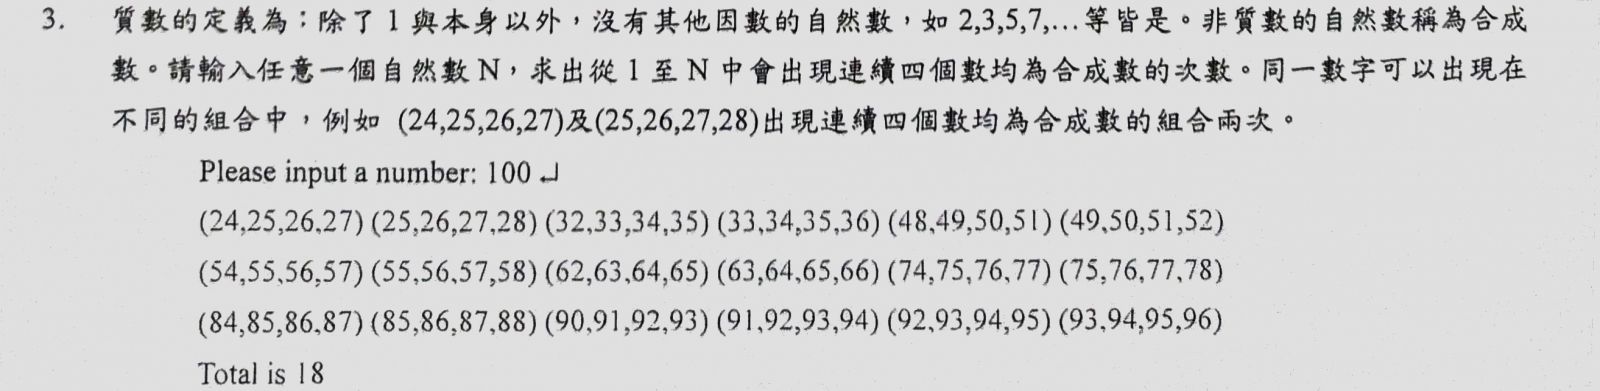 3. 質數的定義為：除了 1 與本身以外，沒有其他因數的自然數，如 2,3,5,7,…等皆是。非質數的自然數稱為合成
數。請輸入任意一個自然數 N，求出從 1 至 N 中會出現連續四個數均為合成數的次數。同一數字可以出現在
不同的組合中，例如 (24,25,26,27)及(25,26,27,28)出現連續四個數均為合成數的組合兩次。
Please input a number: 100 ↵
(24,25,26,27) (25,26,27,28) (32,33,34,35) (33,34,35,36) (48,49,50,51) (49,50,51,52)
(54,55,56,57) (55,56,57,58) (62,63,64,65) (63,64,65,66) (74,75,76,77) (75,76,77,78)
(84,85,86,87) (85,86,87,88) (90,91,92,93) (91,92,93,94) (92,93,94,95) (93,94,95,96)
Total is 18